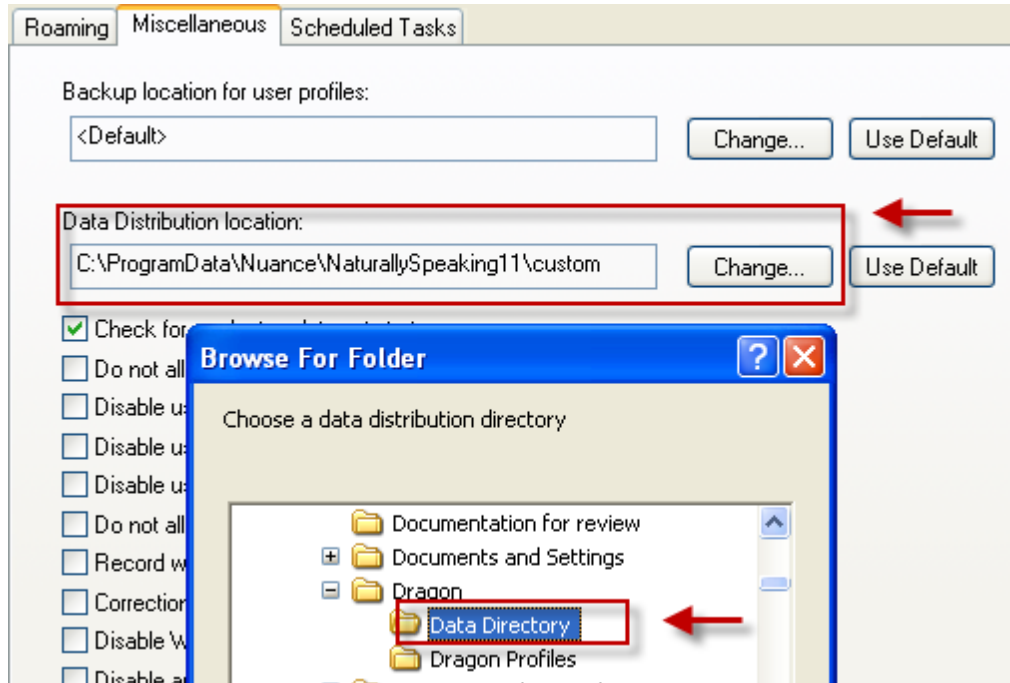 Roaming Miscellaneous Scheduled Tasks
Backup location for user profiles:
<Default> Change... Use Default
Data Distribution location:
C:\ProgramData\Nuance\NaturallySpeaking11\custom Change... Use Default
Check for
Do not all
Disable
Disable
Disable
Do not all
Record w
Correction
Disable W
Disable
Browse For Folder
Choose a data distribution directory
Documentation for review
Documents and Settings
Dragon
Data Directory
Dragon Profiles